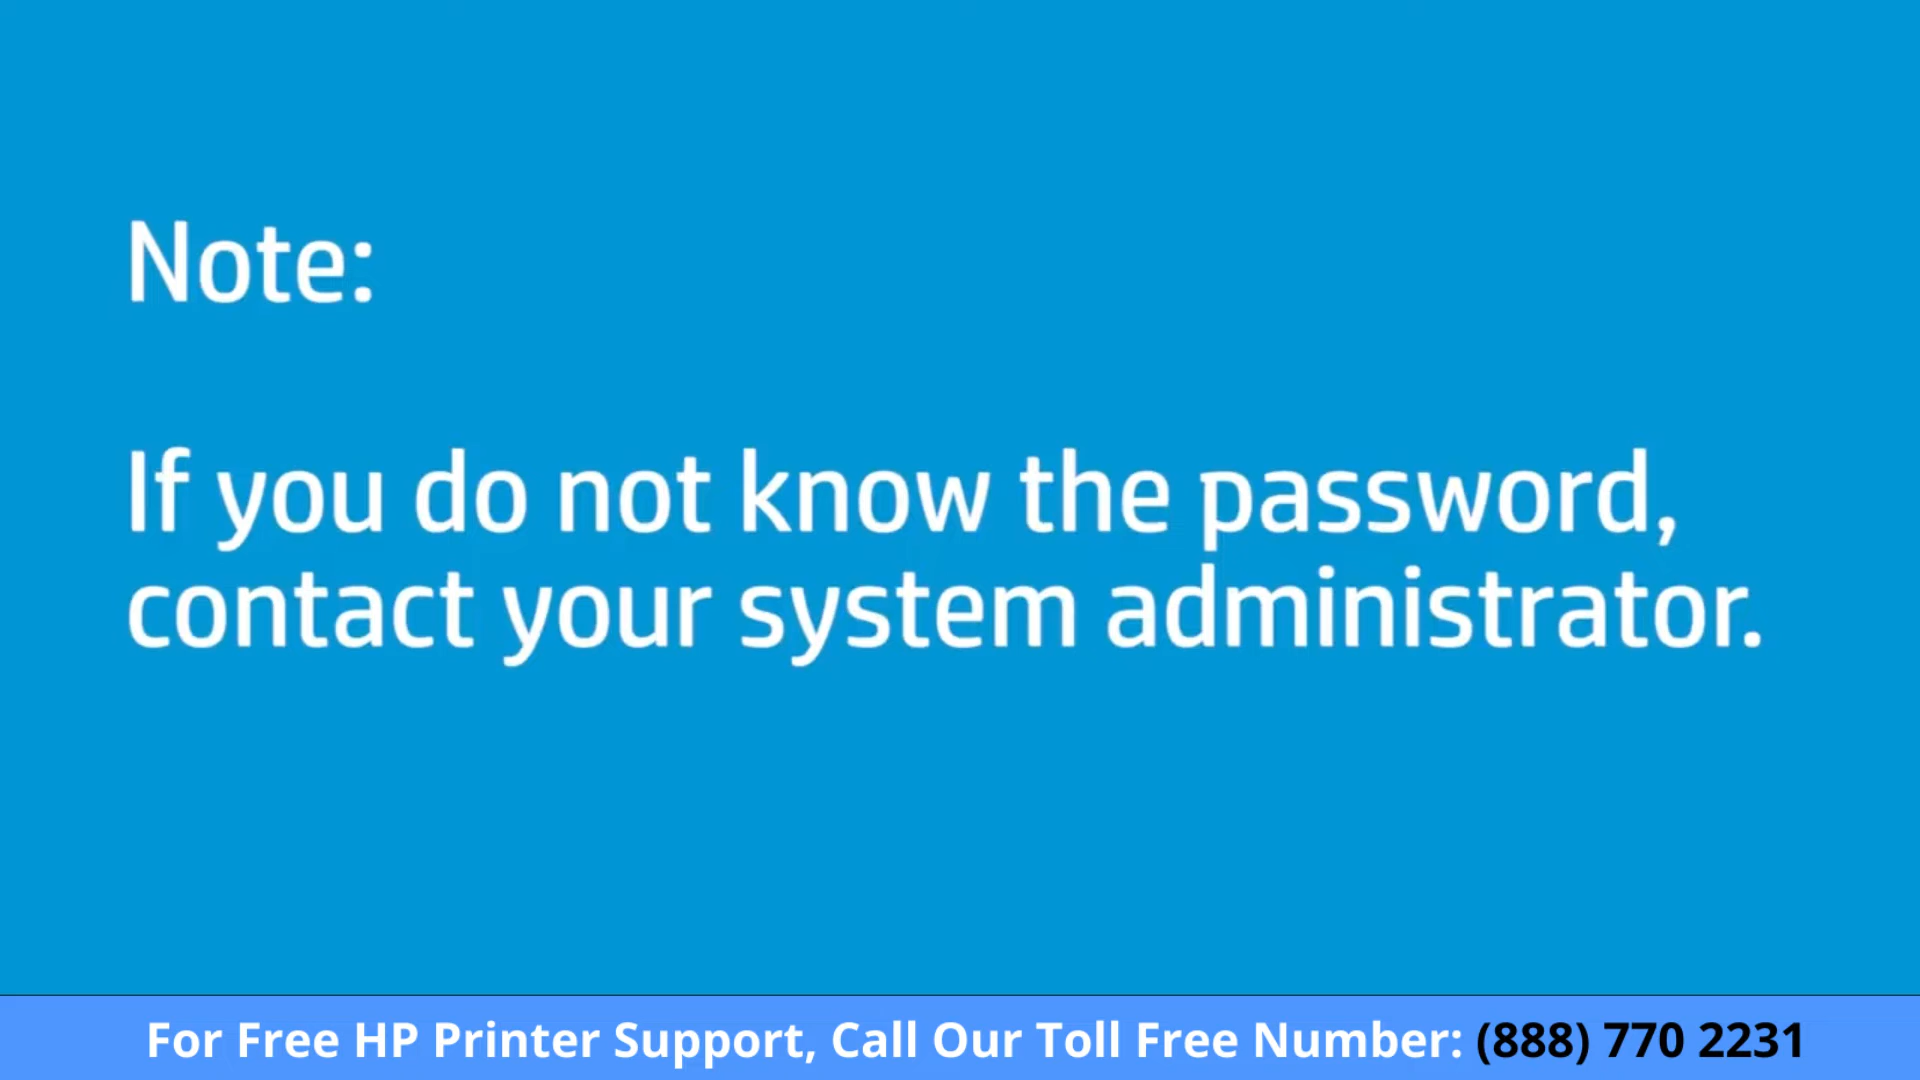 Note:
If you do not know the password,
contact your system administrator.
For Free HP Printer Support, Call Our Toll Free Number: (888) 770 2231